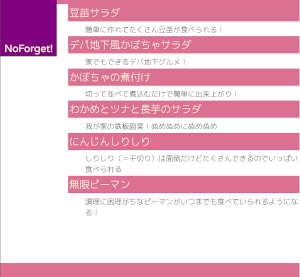 NoForget!
豆苗サラダ
簡単に作れてたくさん豆苗が食べられる！
デパ地下風かぼちゃサラダ
家でもできるデパ地下グルメ！
かぼちゃの煮付け
切って並べて煮込むだけで簡単に出来上がり！
わかめとツナと長芋のサラダ
我が家の鉄板副菜！ぬめぬめにぬめぬめ
にんじんしりしり
しりしり（＝千切り）は面倒だけどたくさんできるのでいっぱい
食べられる
無限ピーマン
調理に困りがちなピーマンがいつまでも食べていられるようにな
る！